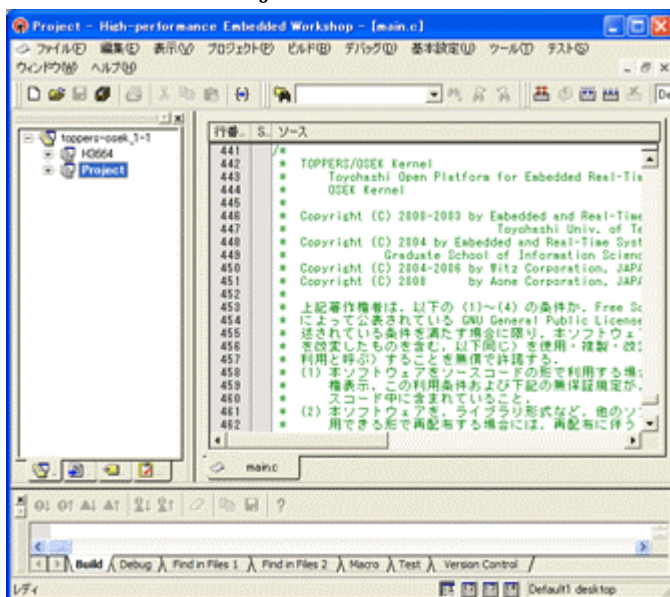 Project - High-performance Embedded Workshop - [main.c]
ファイル(F) 編集(E) 表示(V) プロジェクト(P) ビルド(B) デバッグ(D) 基本設定(U) ツール(T) テスト(S)
ウィンドウ(W) ヘルプ(H)
De
toppers-osek_1-1
H3664
Project
行番.. S.. ソース
441 /*
442 * TOPPERS/OSEK Kernel
443 * Toyohashi Open Platform for Embedded Real-Tim
444 * OSEK Kernel
445 *
446 * Copyright (C) 2000-2003 by Embedded and Real-Time
447 * Toyohashi Univ. of Te
448 * Copyright (C) 2004 by Embedded and Real-Time Syst
449 * Graduate School of Information Scienc
450 * Copyright (C) 2004-2006 by Witz Corporation, JAPA
451 * Copyright (C) 2008 by Aone Corporation, JAPA
452 *
453 * 上記著作権者は，以下の (1)～(4) の条件か，Free So
454 * によって公表されている GNU General Public License
455 * 述されている条件を満たす場合に限り，本ソフトウェ
456 * を改変したものを含む．以下同じ）を使用・複製・改
457 * 利用と呼ぶ）することを無償で許諾する．
458 * (1) 本ソフトウェアをソースコードの形で利用する場
459 * 権表示，この利用条件および下記の無保証規定が，
460 * スコード中に含まれていること．
461 * (2) 本ソフトウェアを，ライブラリ形式など，他のソ
462 * 用できる形で再配布する場合には，再配布に伴う
main.c
Build Debug Find in Files 1 Find in Files 2 Macro Test Version Control
レディ Default1 desktop